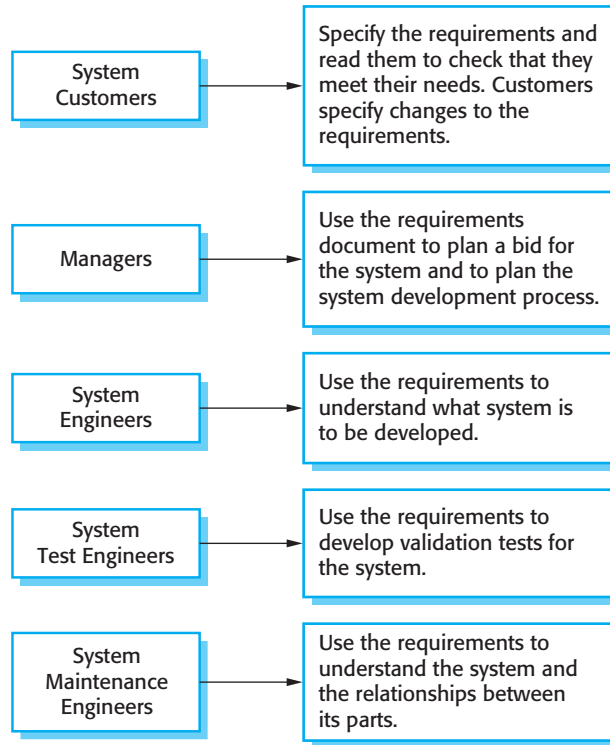 System
Customers
Specify the requirements and
read them to check that they
meet their needs. Customers
specify changes to the
requirements.
Managers
Use the requirements
document to plan a bid for
the system and to plan the
system development process.
System
Engineers
Use the requirements to
understand what system is
to be developed.
System
Test Engineers
Use the requirements to
develop validation tests for
the system.
System
Maintenance
Engineers
Use the requirements to
understand the system and
the relationships between
its parts.